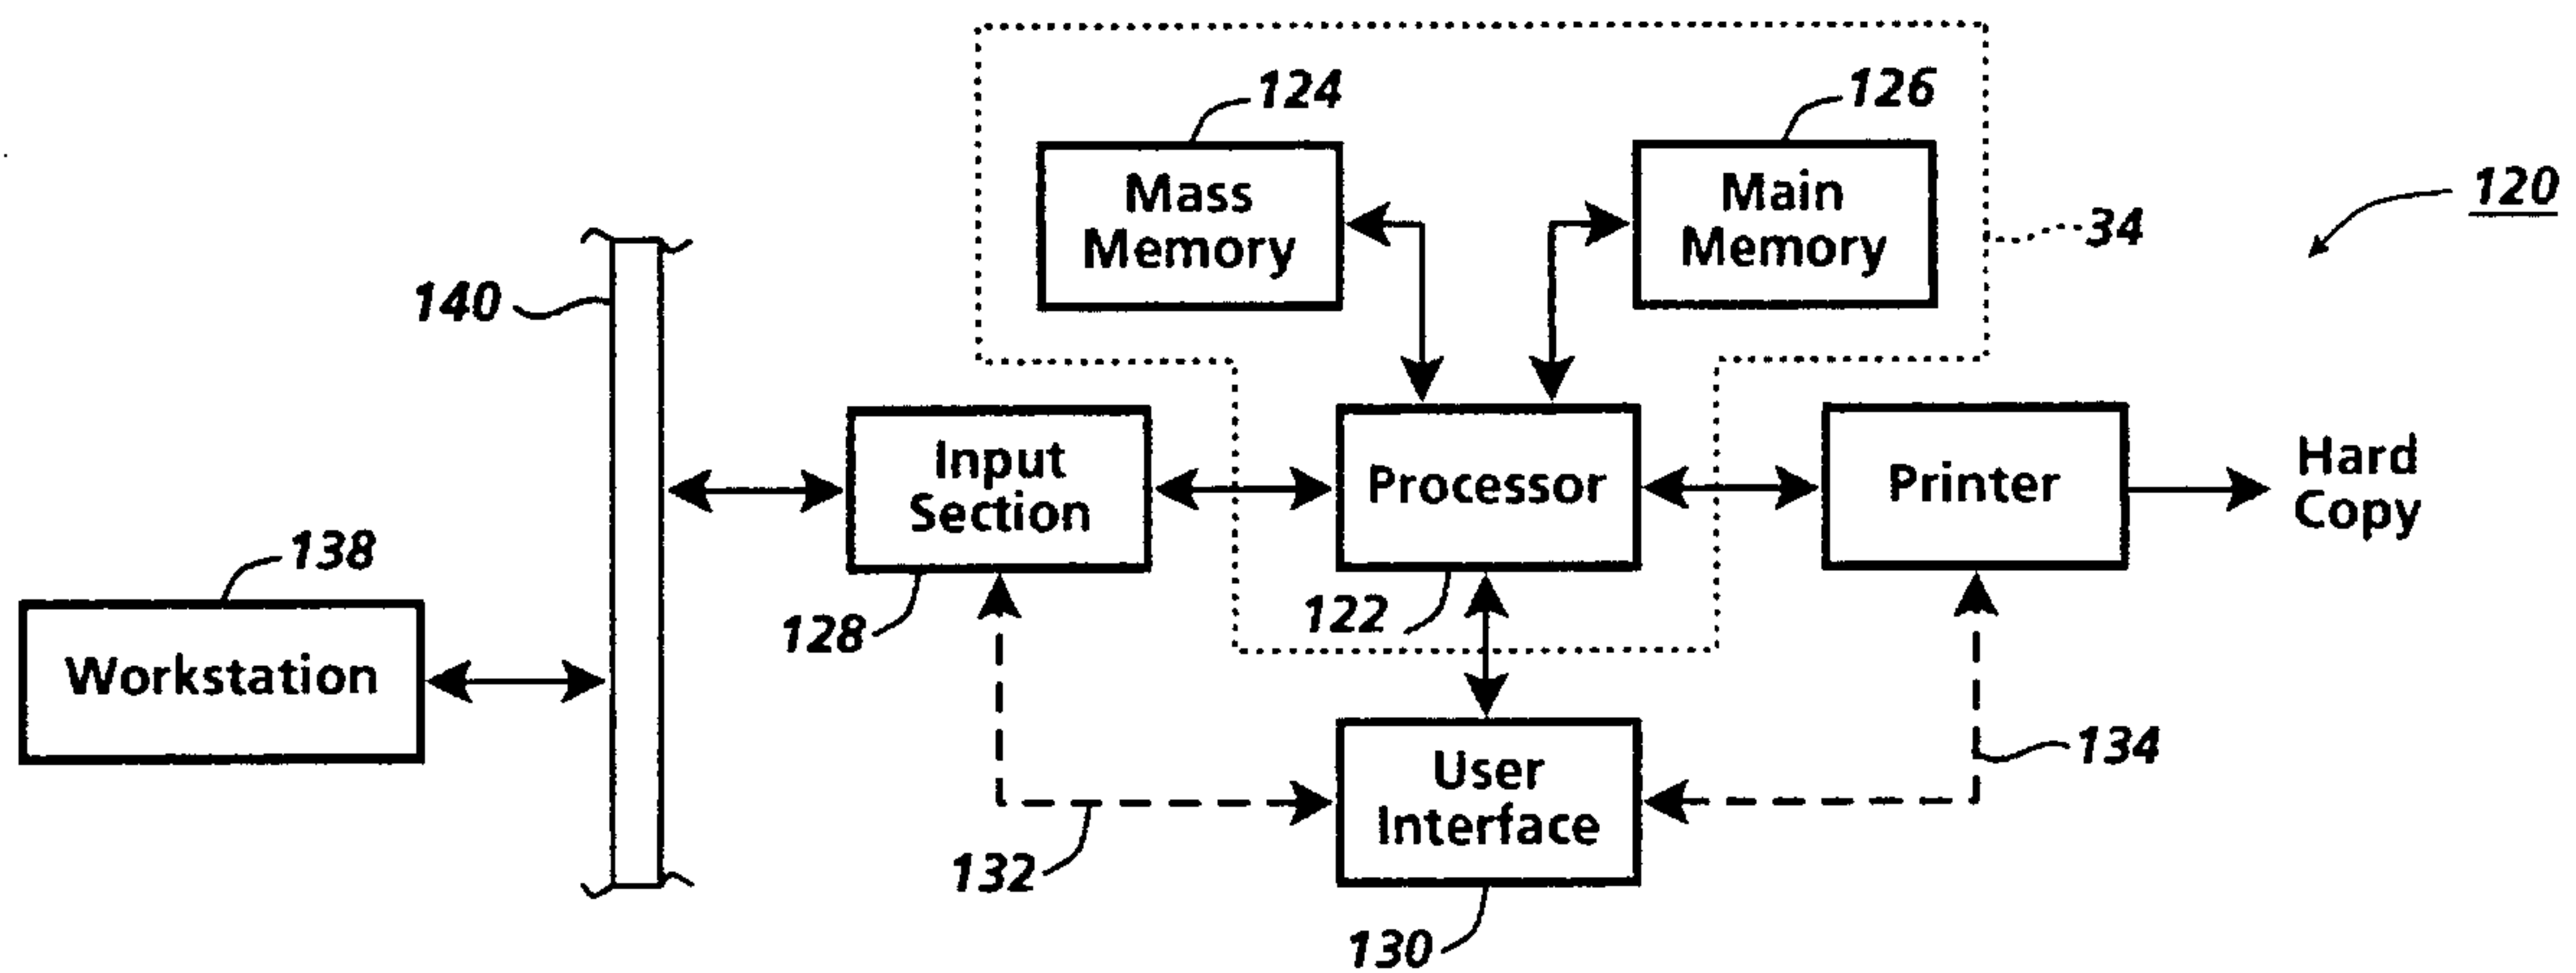 124
126
Mass
Memory
Main
Memory
120
34
140
Input
Section
Processor
Printer
Hard
Copy
138
Workstation
128
122
User
Interface
134
132
130